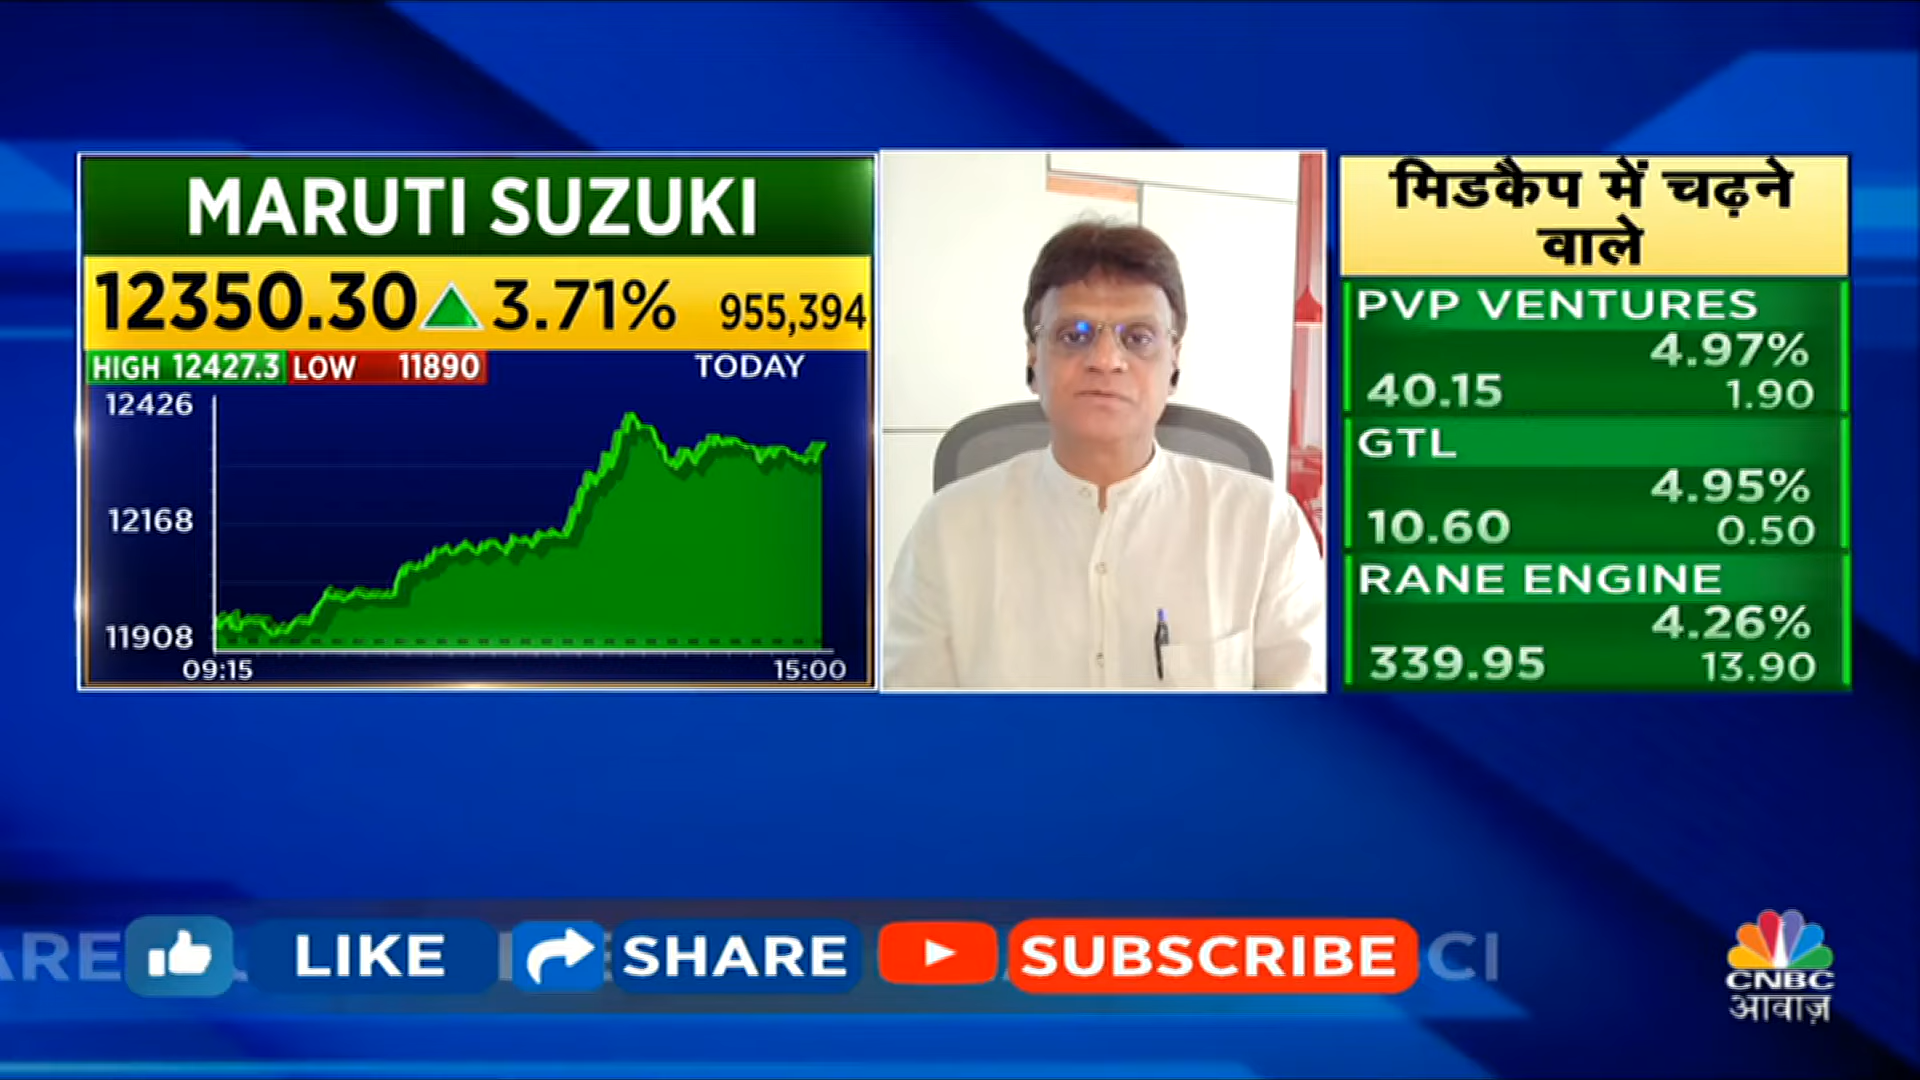 MARUTI SUZUKI
12350.30 3.71% 955,394
HIGH 12427.3 LOW 11890 TODAY
12426
12168
11908
09:15 15:00
मिडकैप में चढ़ने
वाले
PVP VENTURES
4.97%
40.15 1.90
GTL
4.95%
10.60 0.50
RANE ENGINE
4.26%
339.95 13.90
LIKE SHARE SUBSCRIBE
CNBC
आवाज़